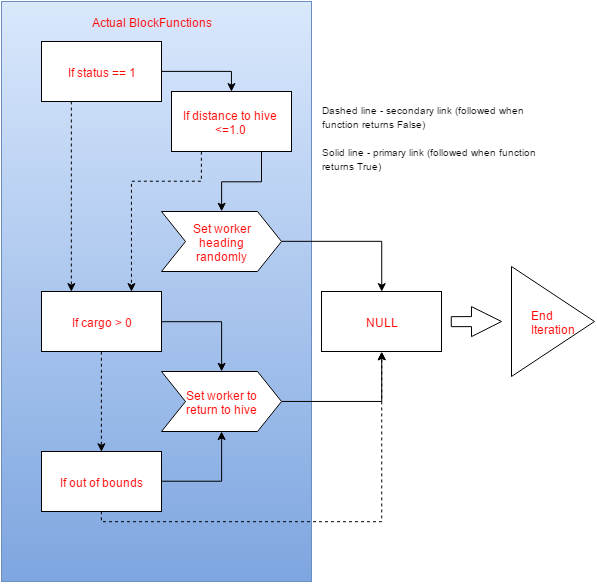 Actual BlockFunctions
If status == 1
If distance to hive
<=1.0
Dashed line - secondary link (followed when
function returns False)
Solid line - primary link (followed when function
returns True)
Set worker
heading
randomly
If cargo > 0
NULL
End
Iteration
Set worker to
return to hive
If out of bounds